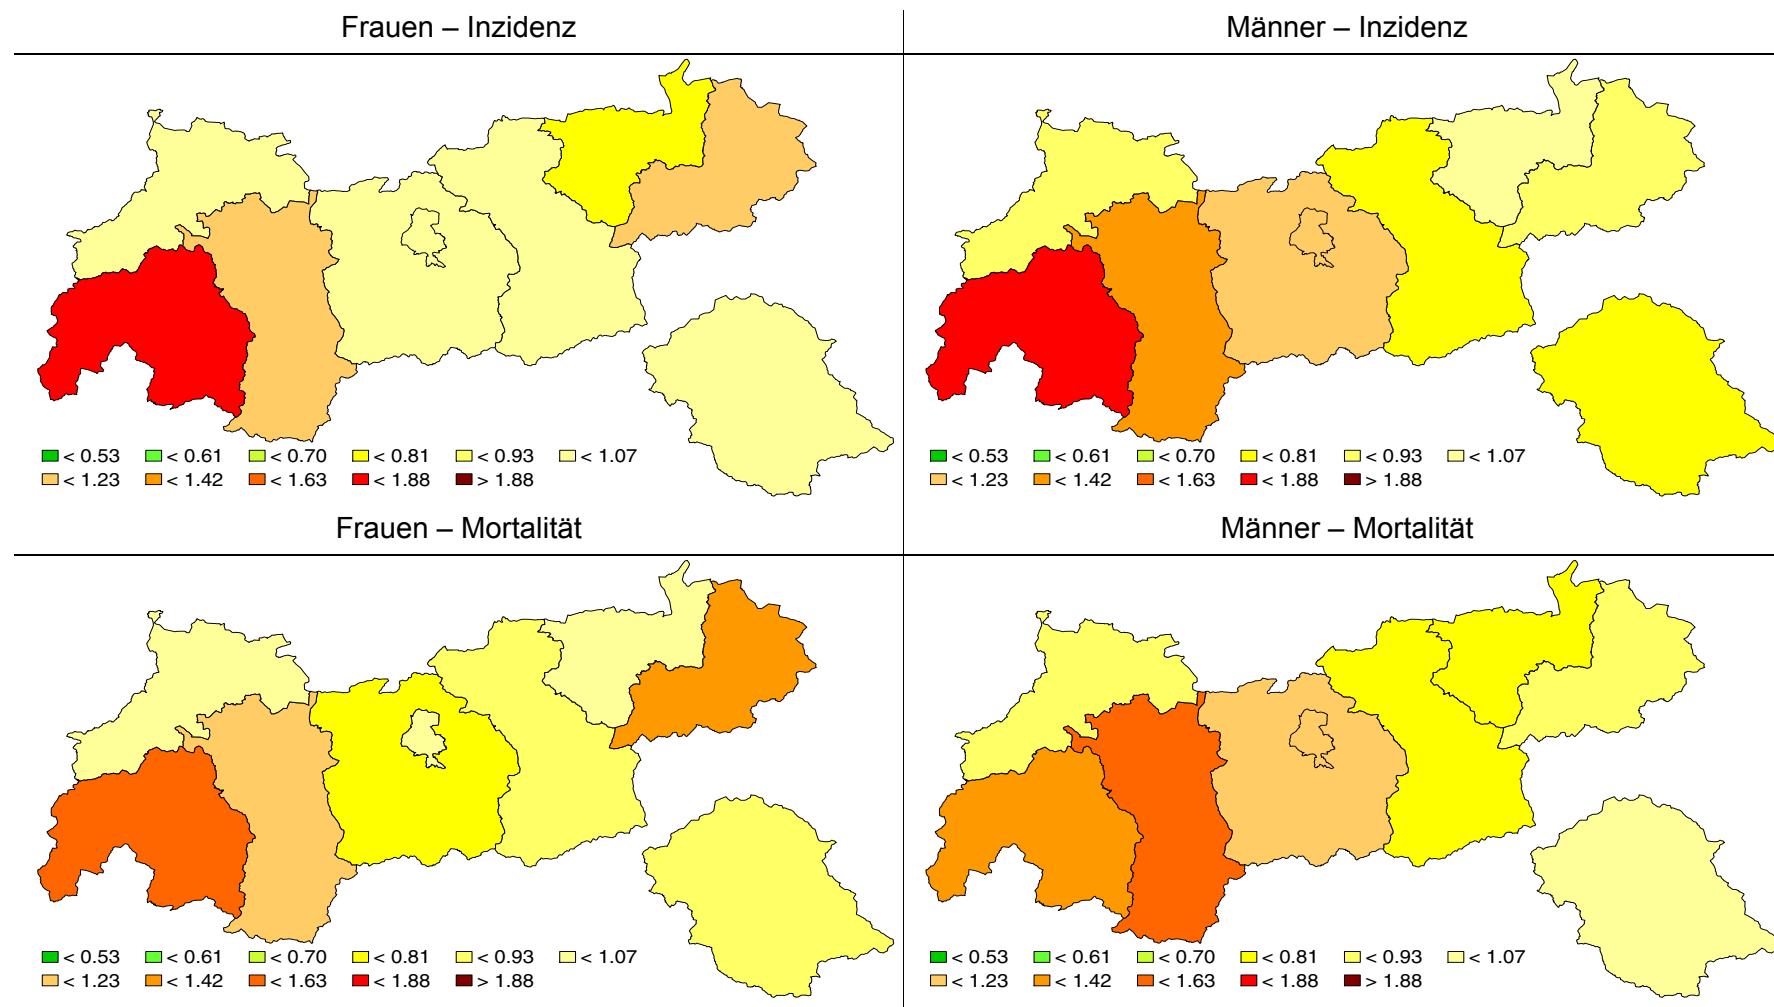 Frauen – Inzidenz
Männer – Inzidenz
< 0.53 < 0.61 < 0.70 < 0.81 < 0.93 < 1.07
< 1.23 < 1.42 < 1.63 < 1.88 > 1.88
< 0.53 < 0.61 < 0.70 < 0.81 < 0.93 < 1.07
< 1.23 < 1.42 < 1.63 < 1.88 > 1.88
Frauen – Mortalität
Männer – Mortalität
< 0.53 < 0.61 < 0.70 < 0.81 < 0.93 < 1.07
< 1.23 < 1.42 < 1.63 < 1.88 > 1.88
< 0.53 < 0.61 < 0.70 < 0.81 < 0.93 < 1.07
< 1.23 < 1.42 < 1.63 < 1.88 > 1.88